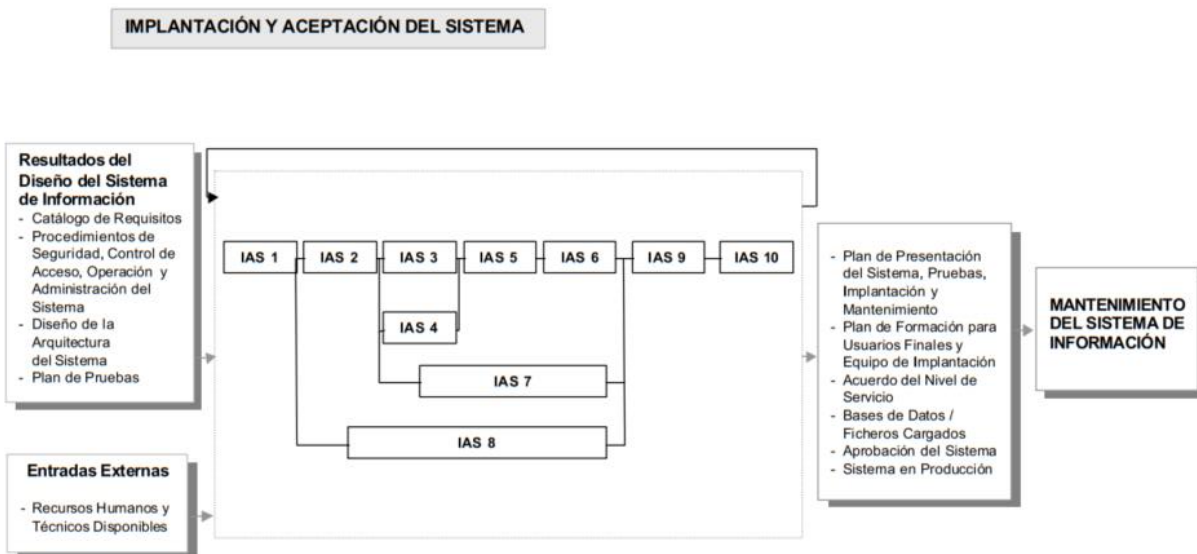 IMPLANTACIÓN Y ACEPTACIÓN DEL SISTEMA
Resultados del
Diseño del Sistema
de Información
- Catálogo de Requisitos
- Procedimientos de
Seguridad, Control de
Acceso, Operación y
Administración del
Sistema
- Diseño de la
Arquitectura
del Sistema
- Plan de Pruebas
Entradas Externas
- Recursos Humanos y
Técnicos Disponibles
IAS 1
IAS 2
IAS 3
IAS 5
IAS 6
IAS 9
IAS 10
IAS 4
IAS 7
IAS 8
- Plan de Presentación
del Sistema, Pruebas,
Implantación y
Mantenimiento
- Plan de Formación para
Usuarios Finales y
Equipo de Implantación
- Acuerdo del Nivel de
Servicio
- Bases de Datos /
Ficheros Cargados
- Aprobación del Sistema
- Sistema en Producción
MANTENIMIENTO
DEL SISTEMA DE
INFORMACIÓN